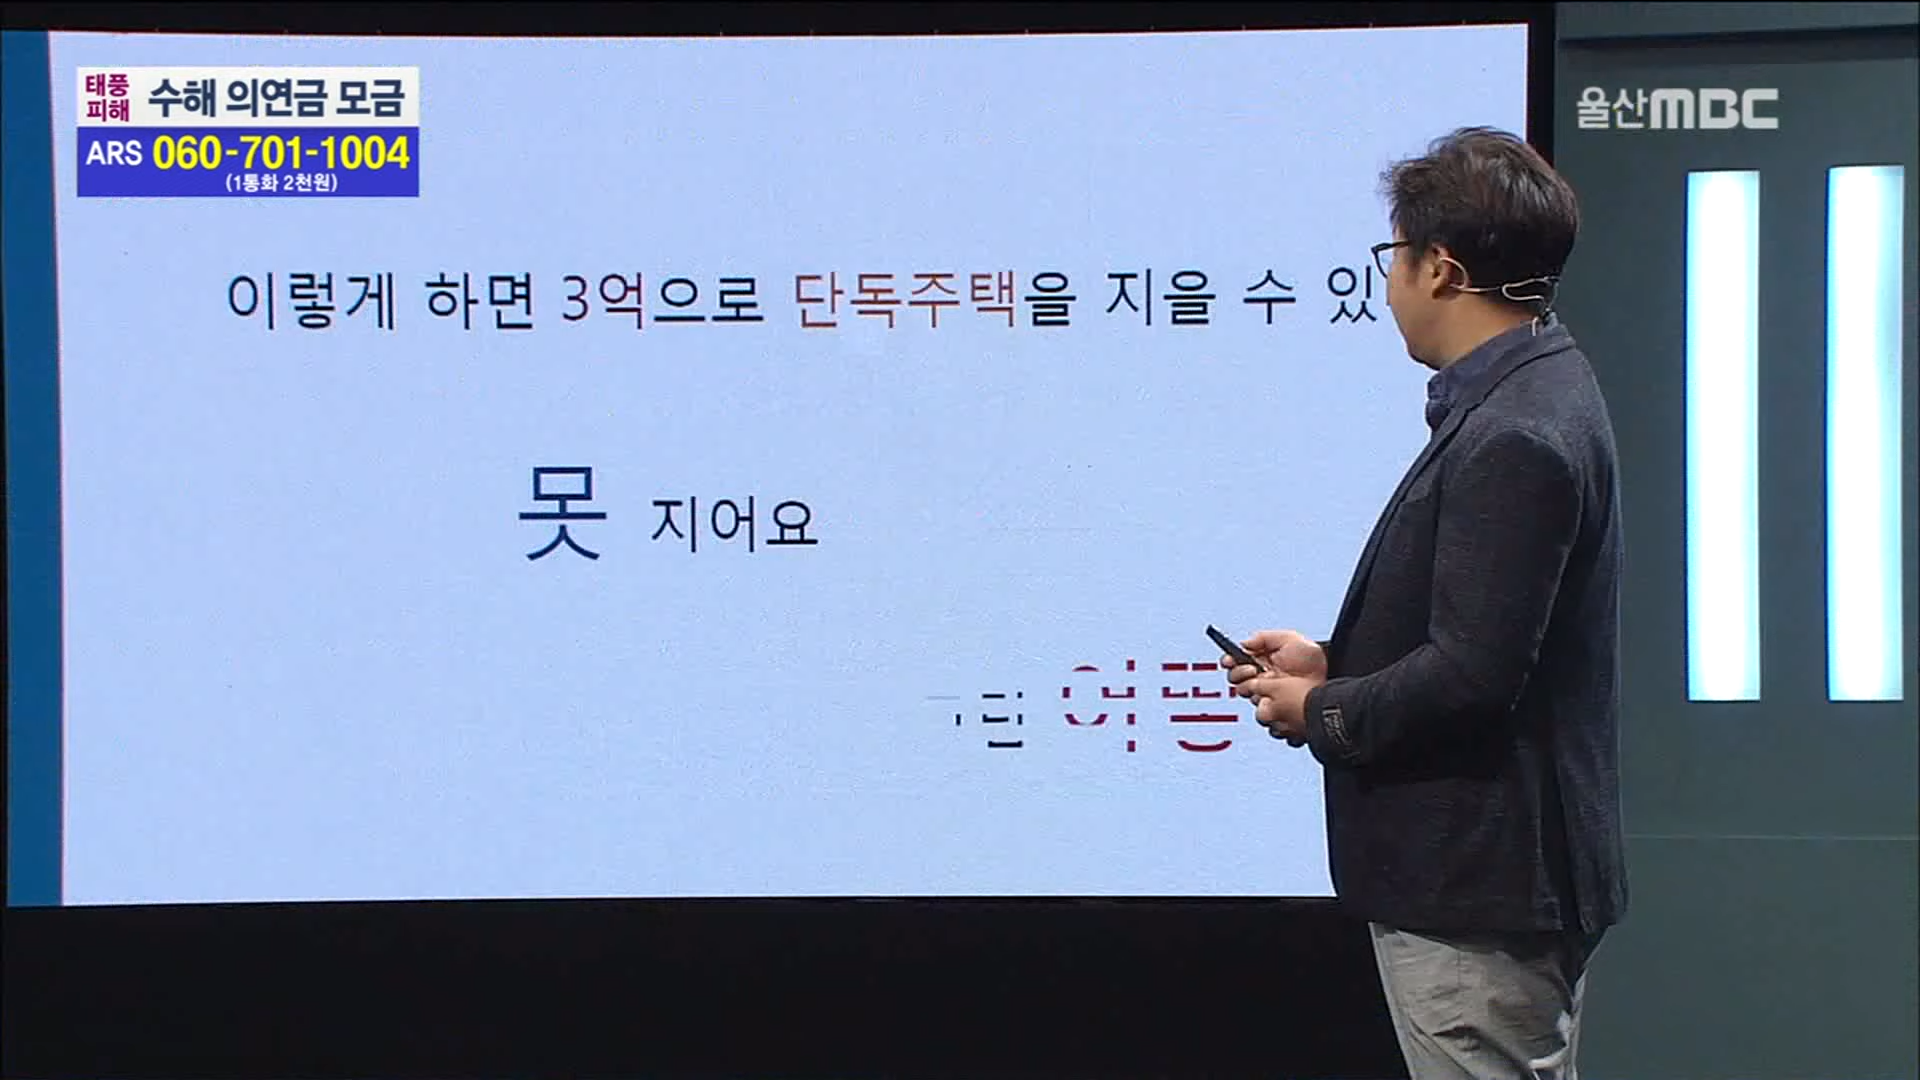 태풍
피해
수해 의연금 모금
ARS 060-701-1004
(1통화 2천원)
울산MBC
이렇게 하면 3억으로 단독주택을 지을 수 있
못 지어요